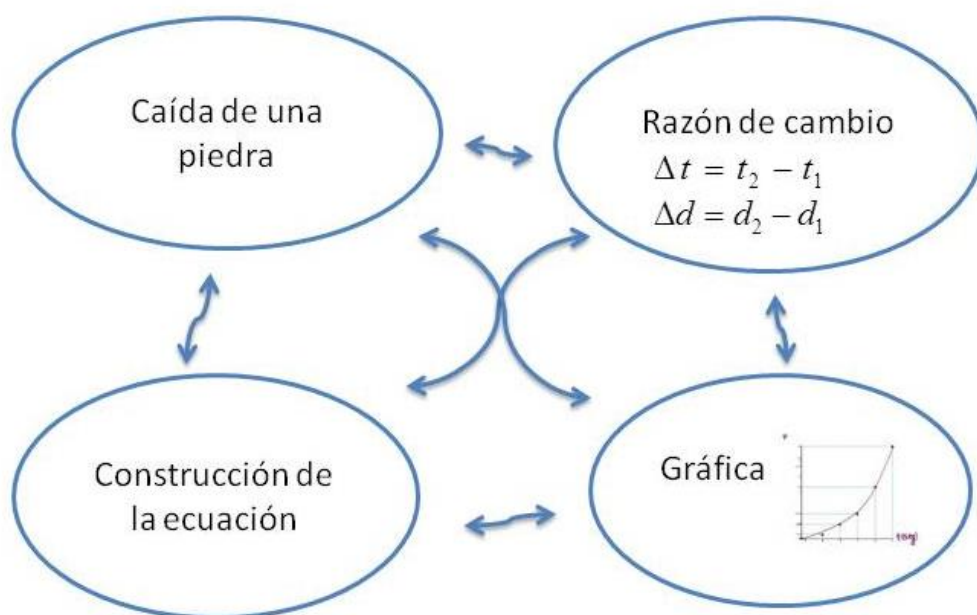 Caída de una
piedra
Razón de cambio
Δt = t₂ − t₁
Δd = d₂ − d₁
Construcción de
la ecuación
Gráfica